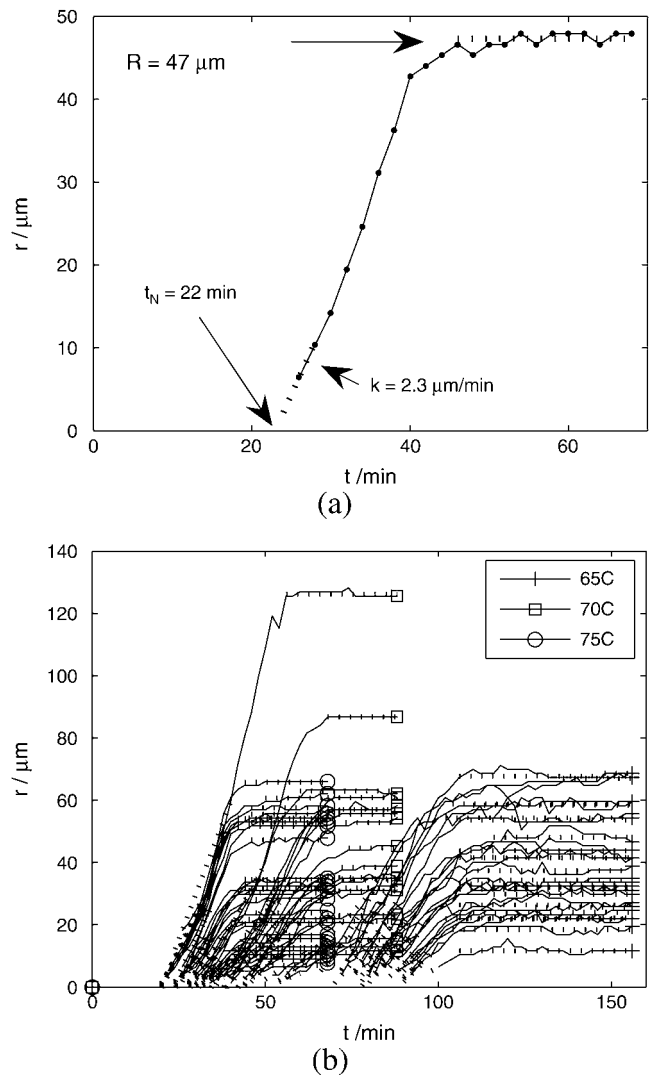 50
40
R = 47 μm
30
r / μm
20
t_N = 22 min
10
k = 2.3 μm/min
0
0 20 40 60
t /min
(a)
140
65C
120
70C
75C
100
80
r / μm
60
40
20
0
0 50 100 150
t /min
(b)